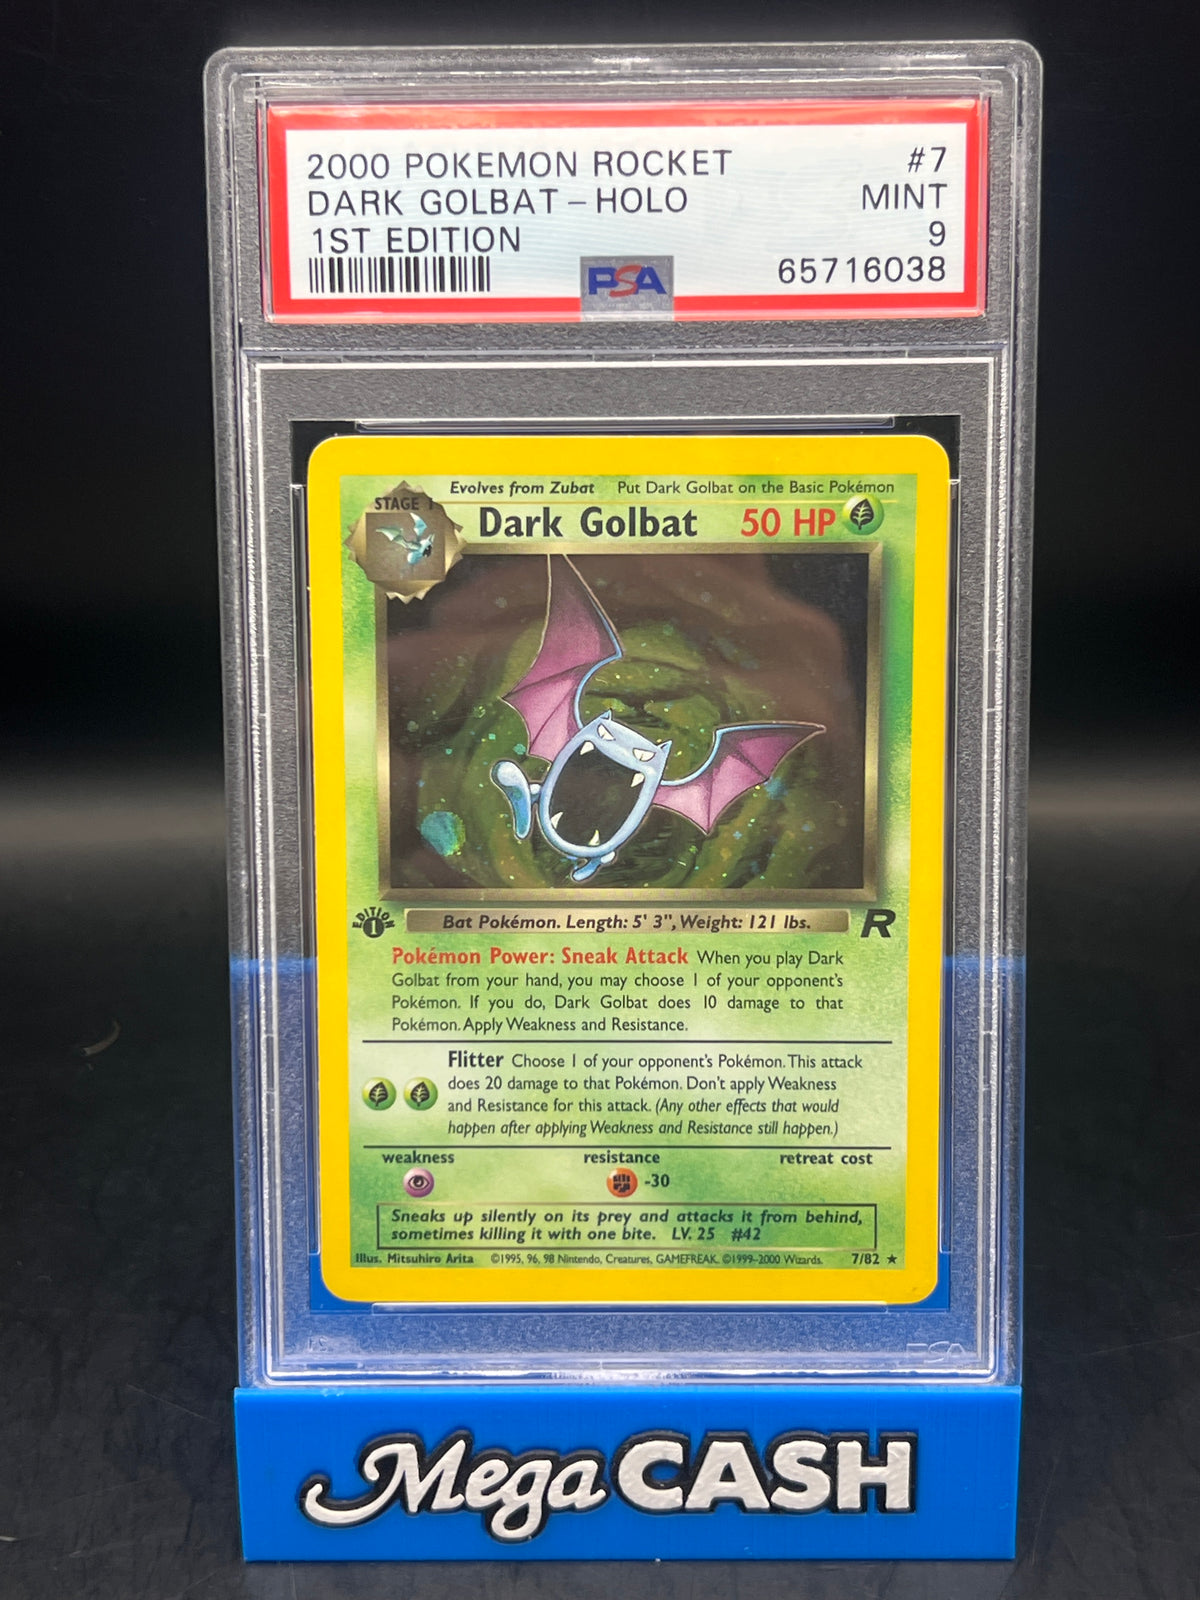 2000 POKEMON ROCKET #7
DARK GOLBAT - HOLO MINT
1ST EDITION 9
PSA 65716038
Evolves from Zubat Put Dark Golbat on the Basic Pokémon
STAGE 1
Dark Golbat 50 HP
EDITION 1
Bat Pokémon. Length: 5' 3", Weight: 121 lbs. R
Pokémon Power: Sneak Attack When you play Dark
Golbat from your hand, you may choose 1 of your opponent's
Pokémon. If you do, Dark Golbat does 10 damage to that
Pokémon. Apply Weakness and Resistance.
Flitter Choose 1 of your opponent's Pokémon. This attack
does 20 damage to that Pokémon. Don't apply Weakness
and Resistance for this attack. (Any other effects that would
happen after applying Weakness and Resistance still happen.)
weakness resistance retreat cost
-30
Sneaks up silently on its prey and attacks it from behind,
sometimes killing it with one bite. LV. 25 #42
Illus. Mitsuhiro Arita ©1995, 96, 98 Nintendo, Creatures, GAMEFREAK. ©1999-2000 Wizards. 7/82 ★
PSA
MegaCASH